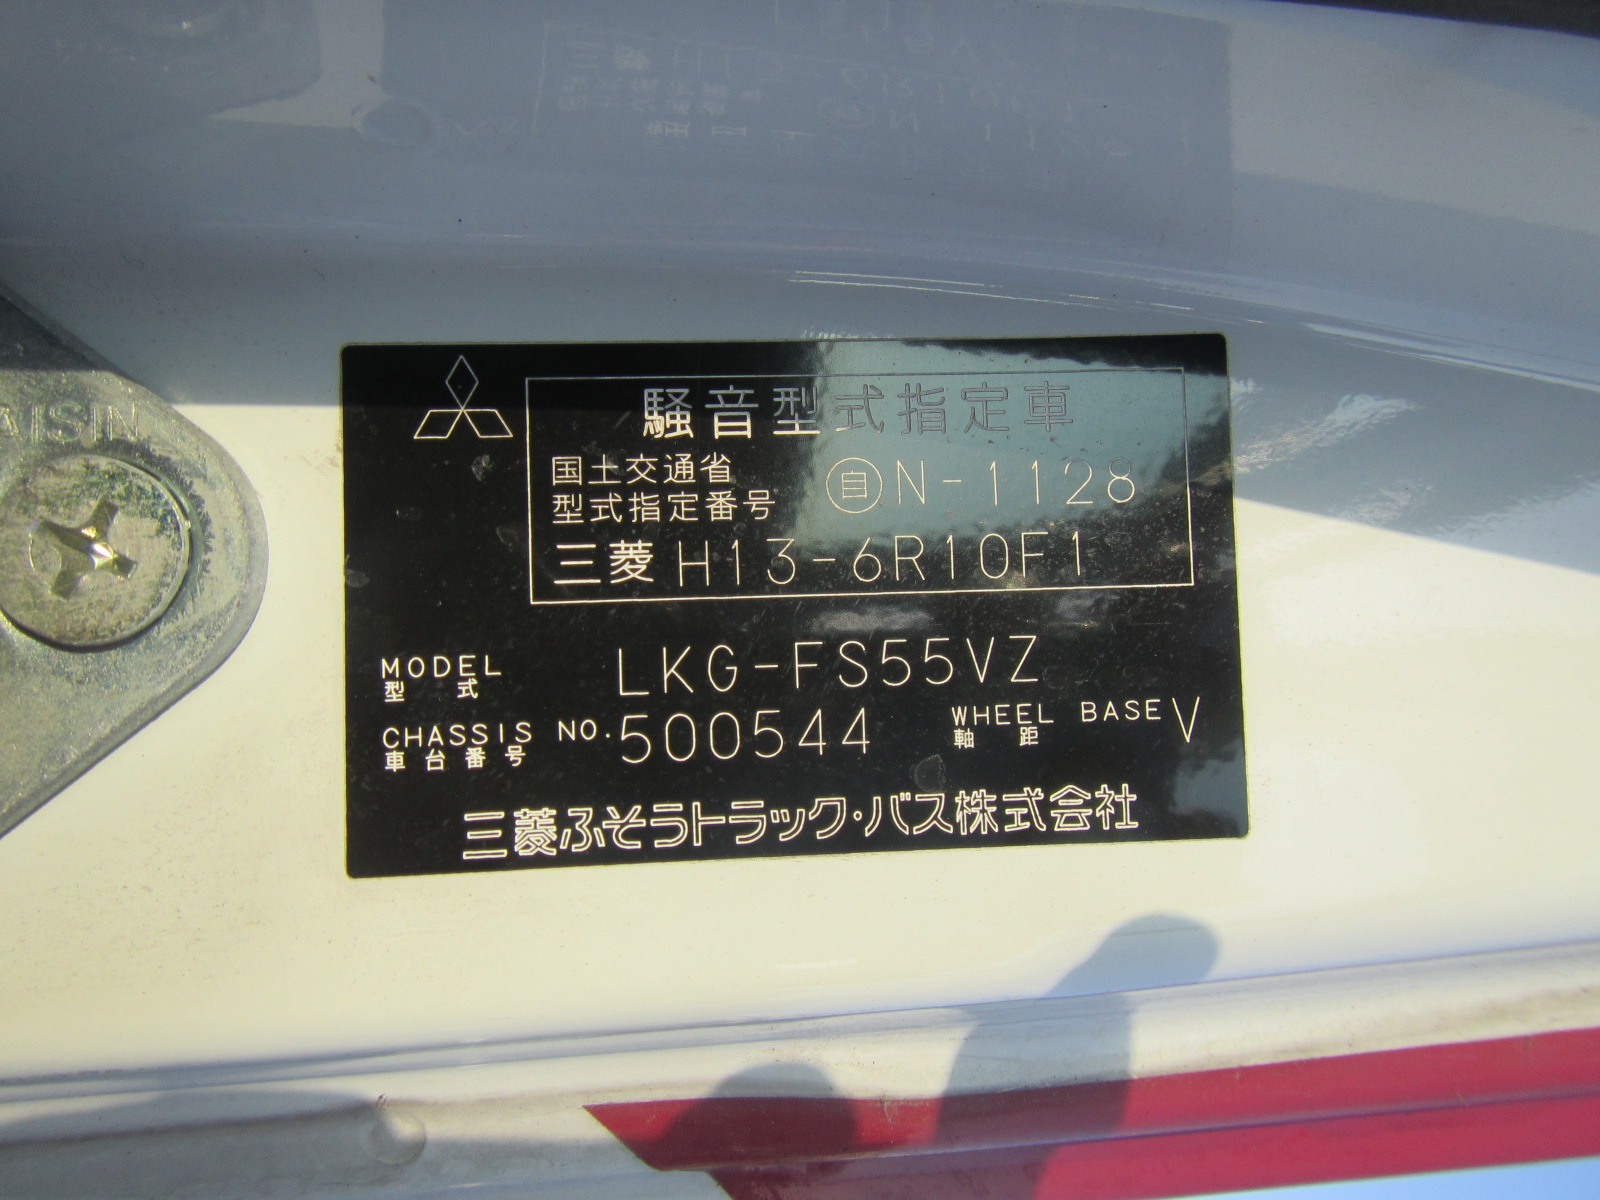 AISIN
騒音型式指定車
国土交通省
型式指定番号 ㊀自N-1128
三菱 H13-6R10F1
MODEL LKG-FS55VZ
型式
CHASSIS NO. 500544 WHEEL BASE V
車台番号 軸距
三菱ふそうトラック・バス株式会社